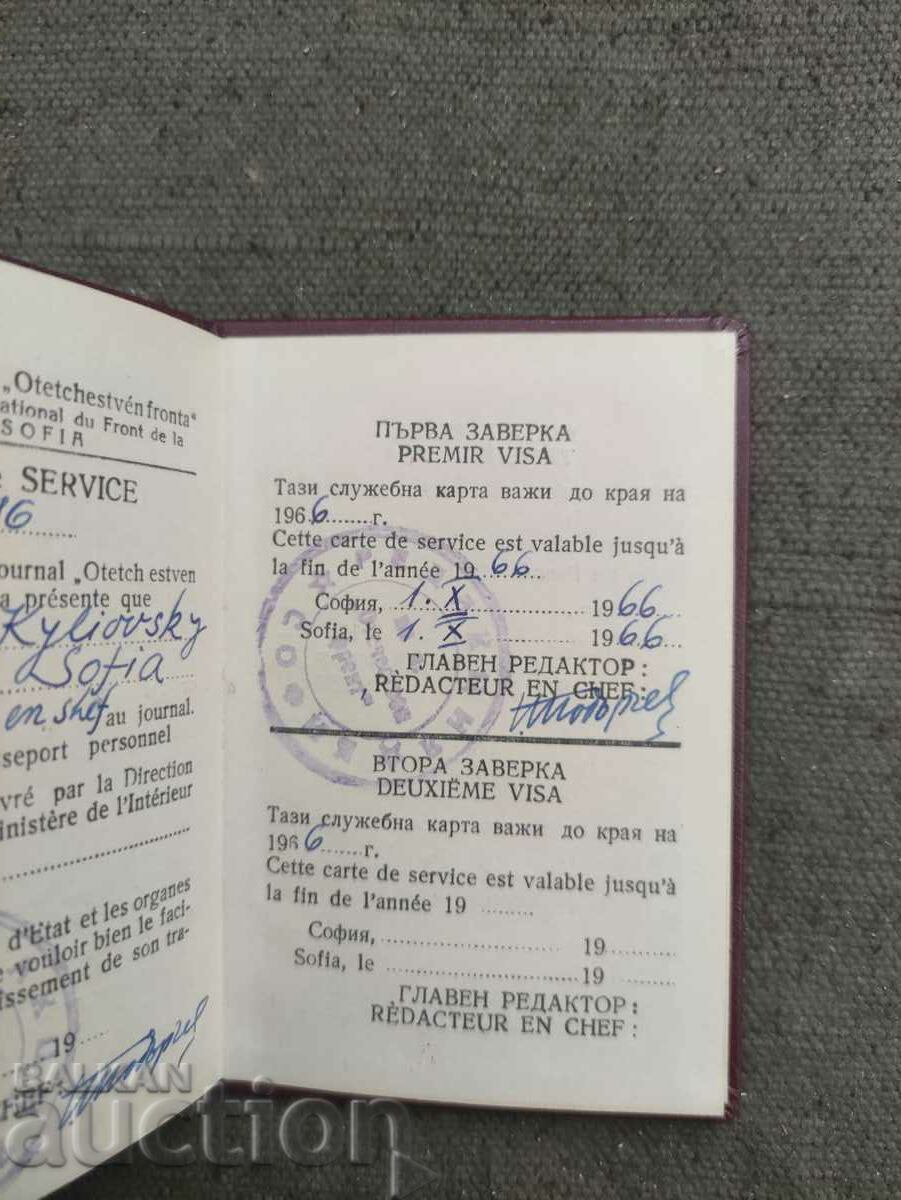 „Otetchestvén fronta“
ational du Front de la
SOFIA
SERVICE
16
ournal „Otetch estven
a présente que
Kyliovsky
Sofia
en shef au journal.
seport personnel
vré par la Direction
inistère de l'Intérieur
d'Etat et les organes
vouloir bien le faci-
issement de son tra-
19
ПЪРВА ЗАВЕРКА
PREMIR VISA
Тази служебна карта важи до края на
1966 г.
Cette carte de service est valable jusqu'à
la fin de l'année 1966
София, 1. X 1966
Sofia, le 1. X 1966
ГЛАВЕН РЕДАКТОР:
RÈDACTEUR EN CHEF:
ВТОРА ЗАВЕРКА
DEUXIËME VISA
Тази служебна карта важи до края на
1966 г.
Cette carte de service est valable jusqu'à
la fin de l'année 19
София, 19
Sofia, le 19
ГЛАВЕН РЕДАКТОР:
RÈDACTEUR EN CHEF:
BALKAN
auction